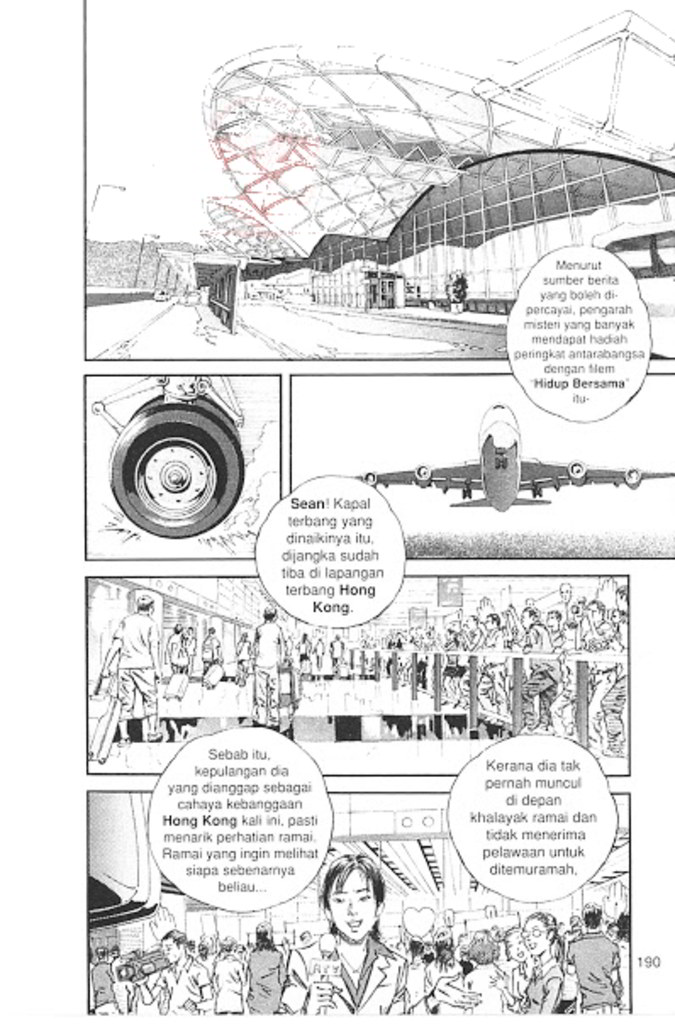 Menurut
sumber berita
yang boleh di-
percayai, pengarah
misteri yang banyak
mendapat hadiah
peringkat antarabangsa
dengan filem
"Hidup Bersama"
itu-
Sean! Kapal
terbang yang
dinaikinya itu,
dijangka sudah
tiba di lapangan
terbang Hong
Kong.
Sebab itu,
kepulangan dia
yang dianggap sebagai
cahaya kebanggaan
Hong Kong kali ini, pasti
menarik perhatian ramai.
Ramai yang ingin melihat
siapa sebenarnya
beliau...
Kerana dia tak
pernah muncul
di depan
khalayak ramai dan
tidak menerima
pelawaan untuk
ditemuramah,
190